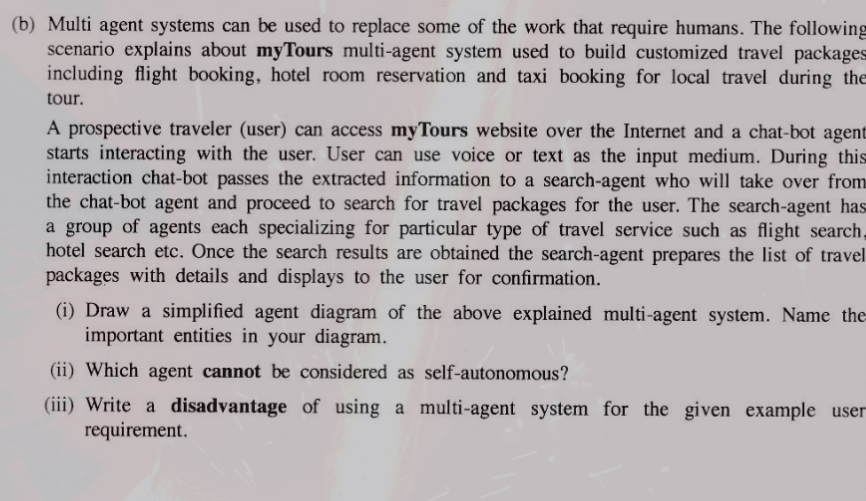 (b) Multi agent systems can be used to replace some of the work that require humans. The following
scenario explains about myTours multi-agent system used to build customized travel packages
including flight booking, hotel room reservation and taxi booking for local travel during the
tour.
A prospective traveler (user) can access myTours website over the Internet and a chat-bot agent
starts interacting with the user. User can use voice or text as the input medium. During this
interaction chat-bot passes the extracted information to a search-agent who will take over from
the chat-bot agent and proceed to search for travel packages for the user. The search-agent has
a group of agents each specializing for particular type of travel service such as flight search,
hotel search etc. Once the search results are obtained the search-agent prepares the list of travel
packages with details and displays to the user for confirmation.
(i) Draw a simplified agent diagram of the above explained multi-agent system. Name the
important entities in your diagram.
(ii) Which agent cannot be considered as self-autonomous?
(iii) Write a disadvantage of using a multi-agent system for the given example user
requirement.